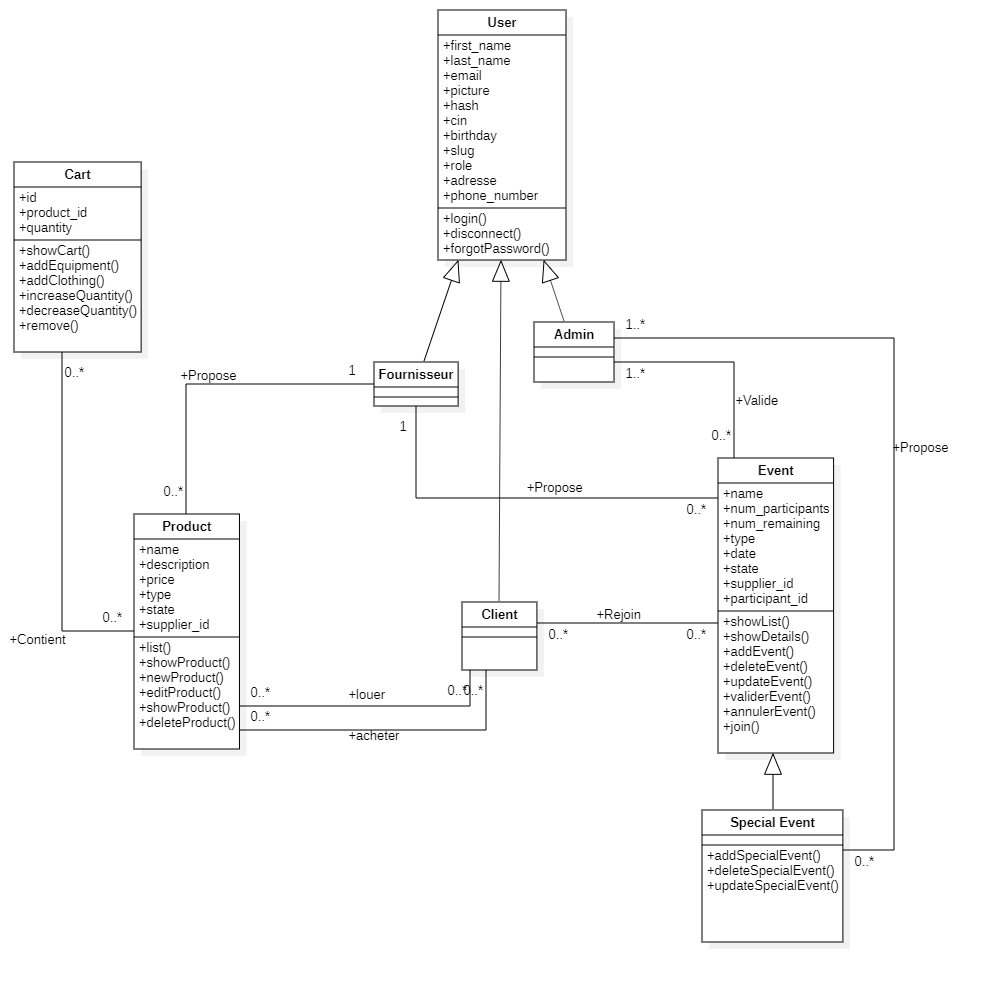 User
+first_name
+last_name
+email
+picture
+hash
+cin
+birthday
+slug
+role
+adresse
+phone_number
+login()
+disconnect()
+forgotPassword()
Cart
+id
+product_id
+quantity
+showCart()
+addEquipment()
+addClothing()
+increaseQuantity()
+decreaseQuantity()
+remove()
0..*
+Contient
0..*
Fournisseur
1
+Propose
0..*
1
+Propose
0..*
Admin
1..*
+Propose
0..*
1..*
+Valide
0..*
Product
+name
+description
+price
+type
+state
+supplier_id
+list()
+showProduct()
+newProduct()
+editProduct()
+showProduct()
+deleteProduct()
Client
0..*
+Rejoin
0..*
0..*
+louer
0..*
0..*
+acheter
0..*
Event
+name
+num_participants
+num_remaining
+type
+date
+state
+supplier_id
+participant_id
+showList()
+showDetails()
+addEvent()
+deleteEvent()
+updateEvent()
+validerEvent()
+annulerEvent()
+join()
Special Event
+addSpecialEvent()
+deleteSpecialEvent()
+updateSpecialEvent()